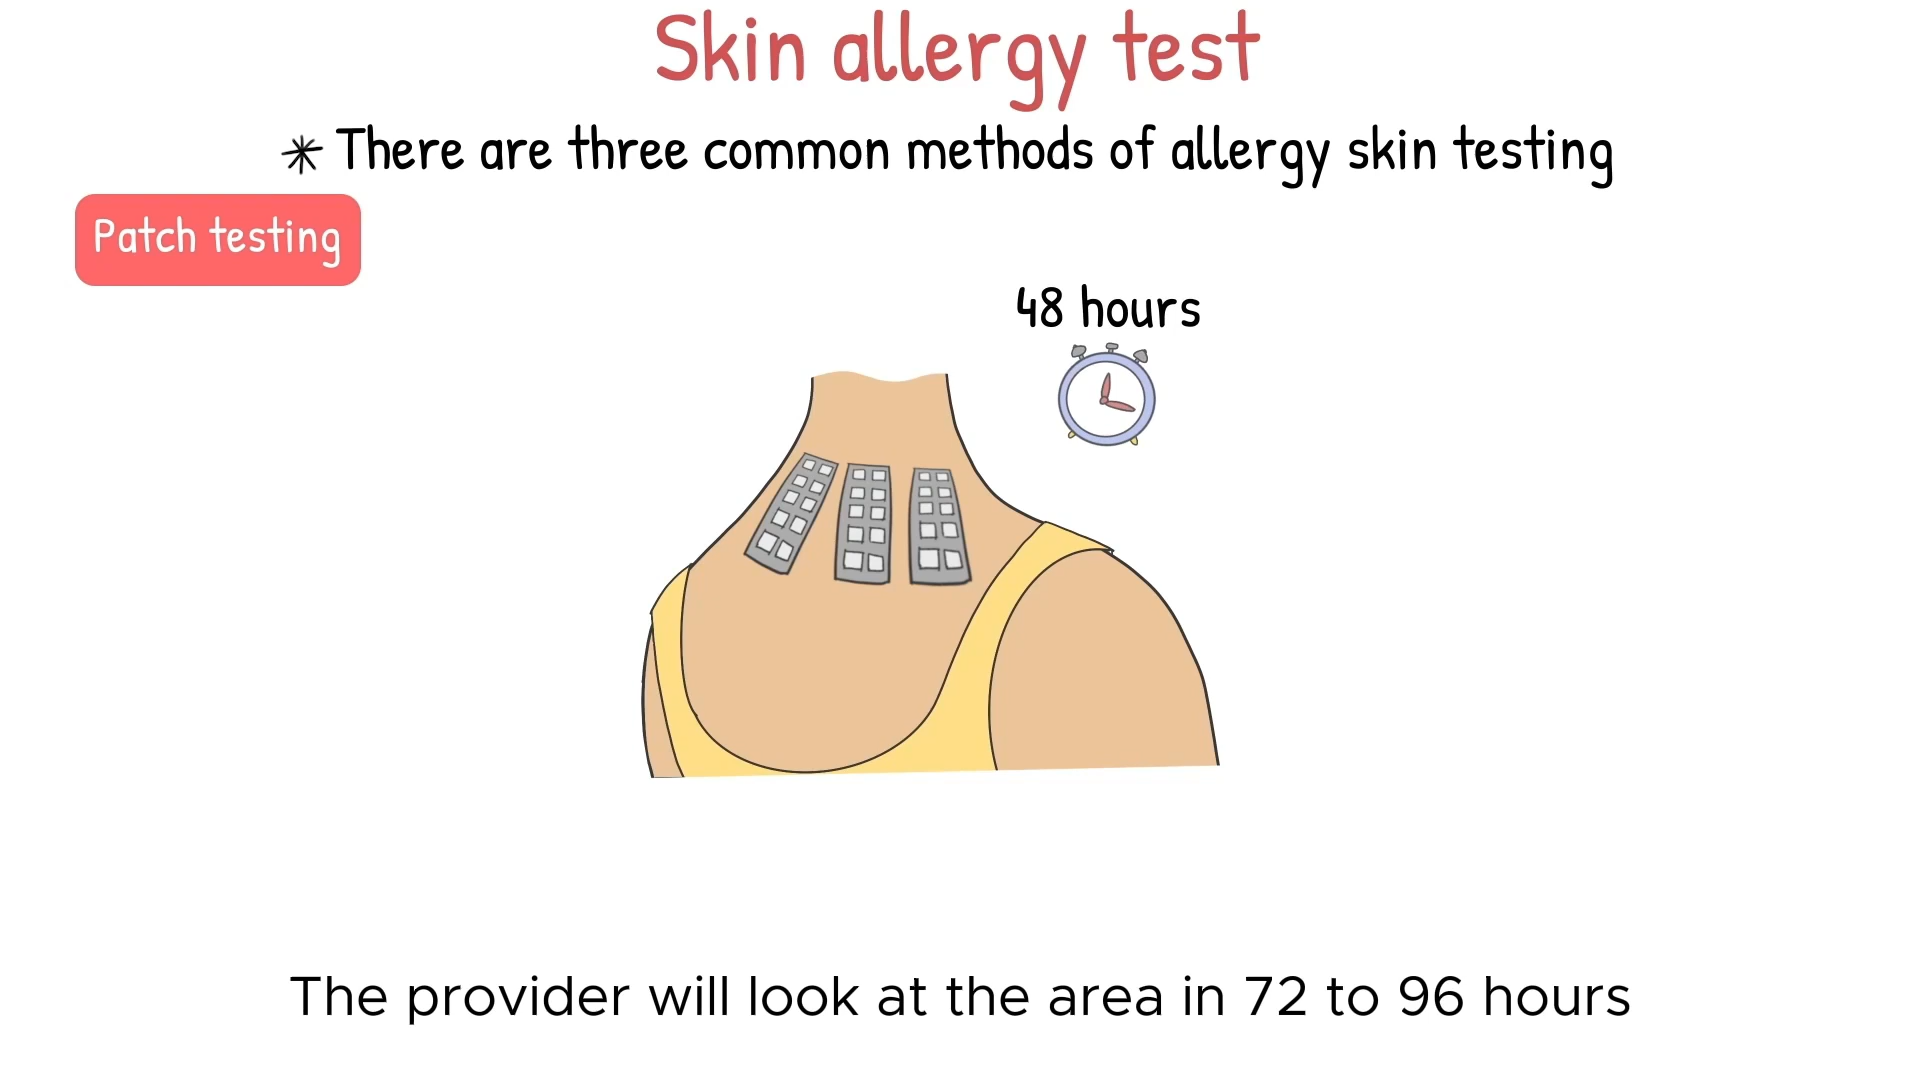 Skin allergy test
There are three common methods of allergy skin testing
Patch testing
48 hours
The provider will look at the area in 72 to 96 hours